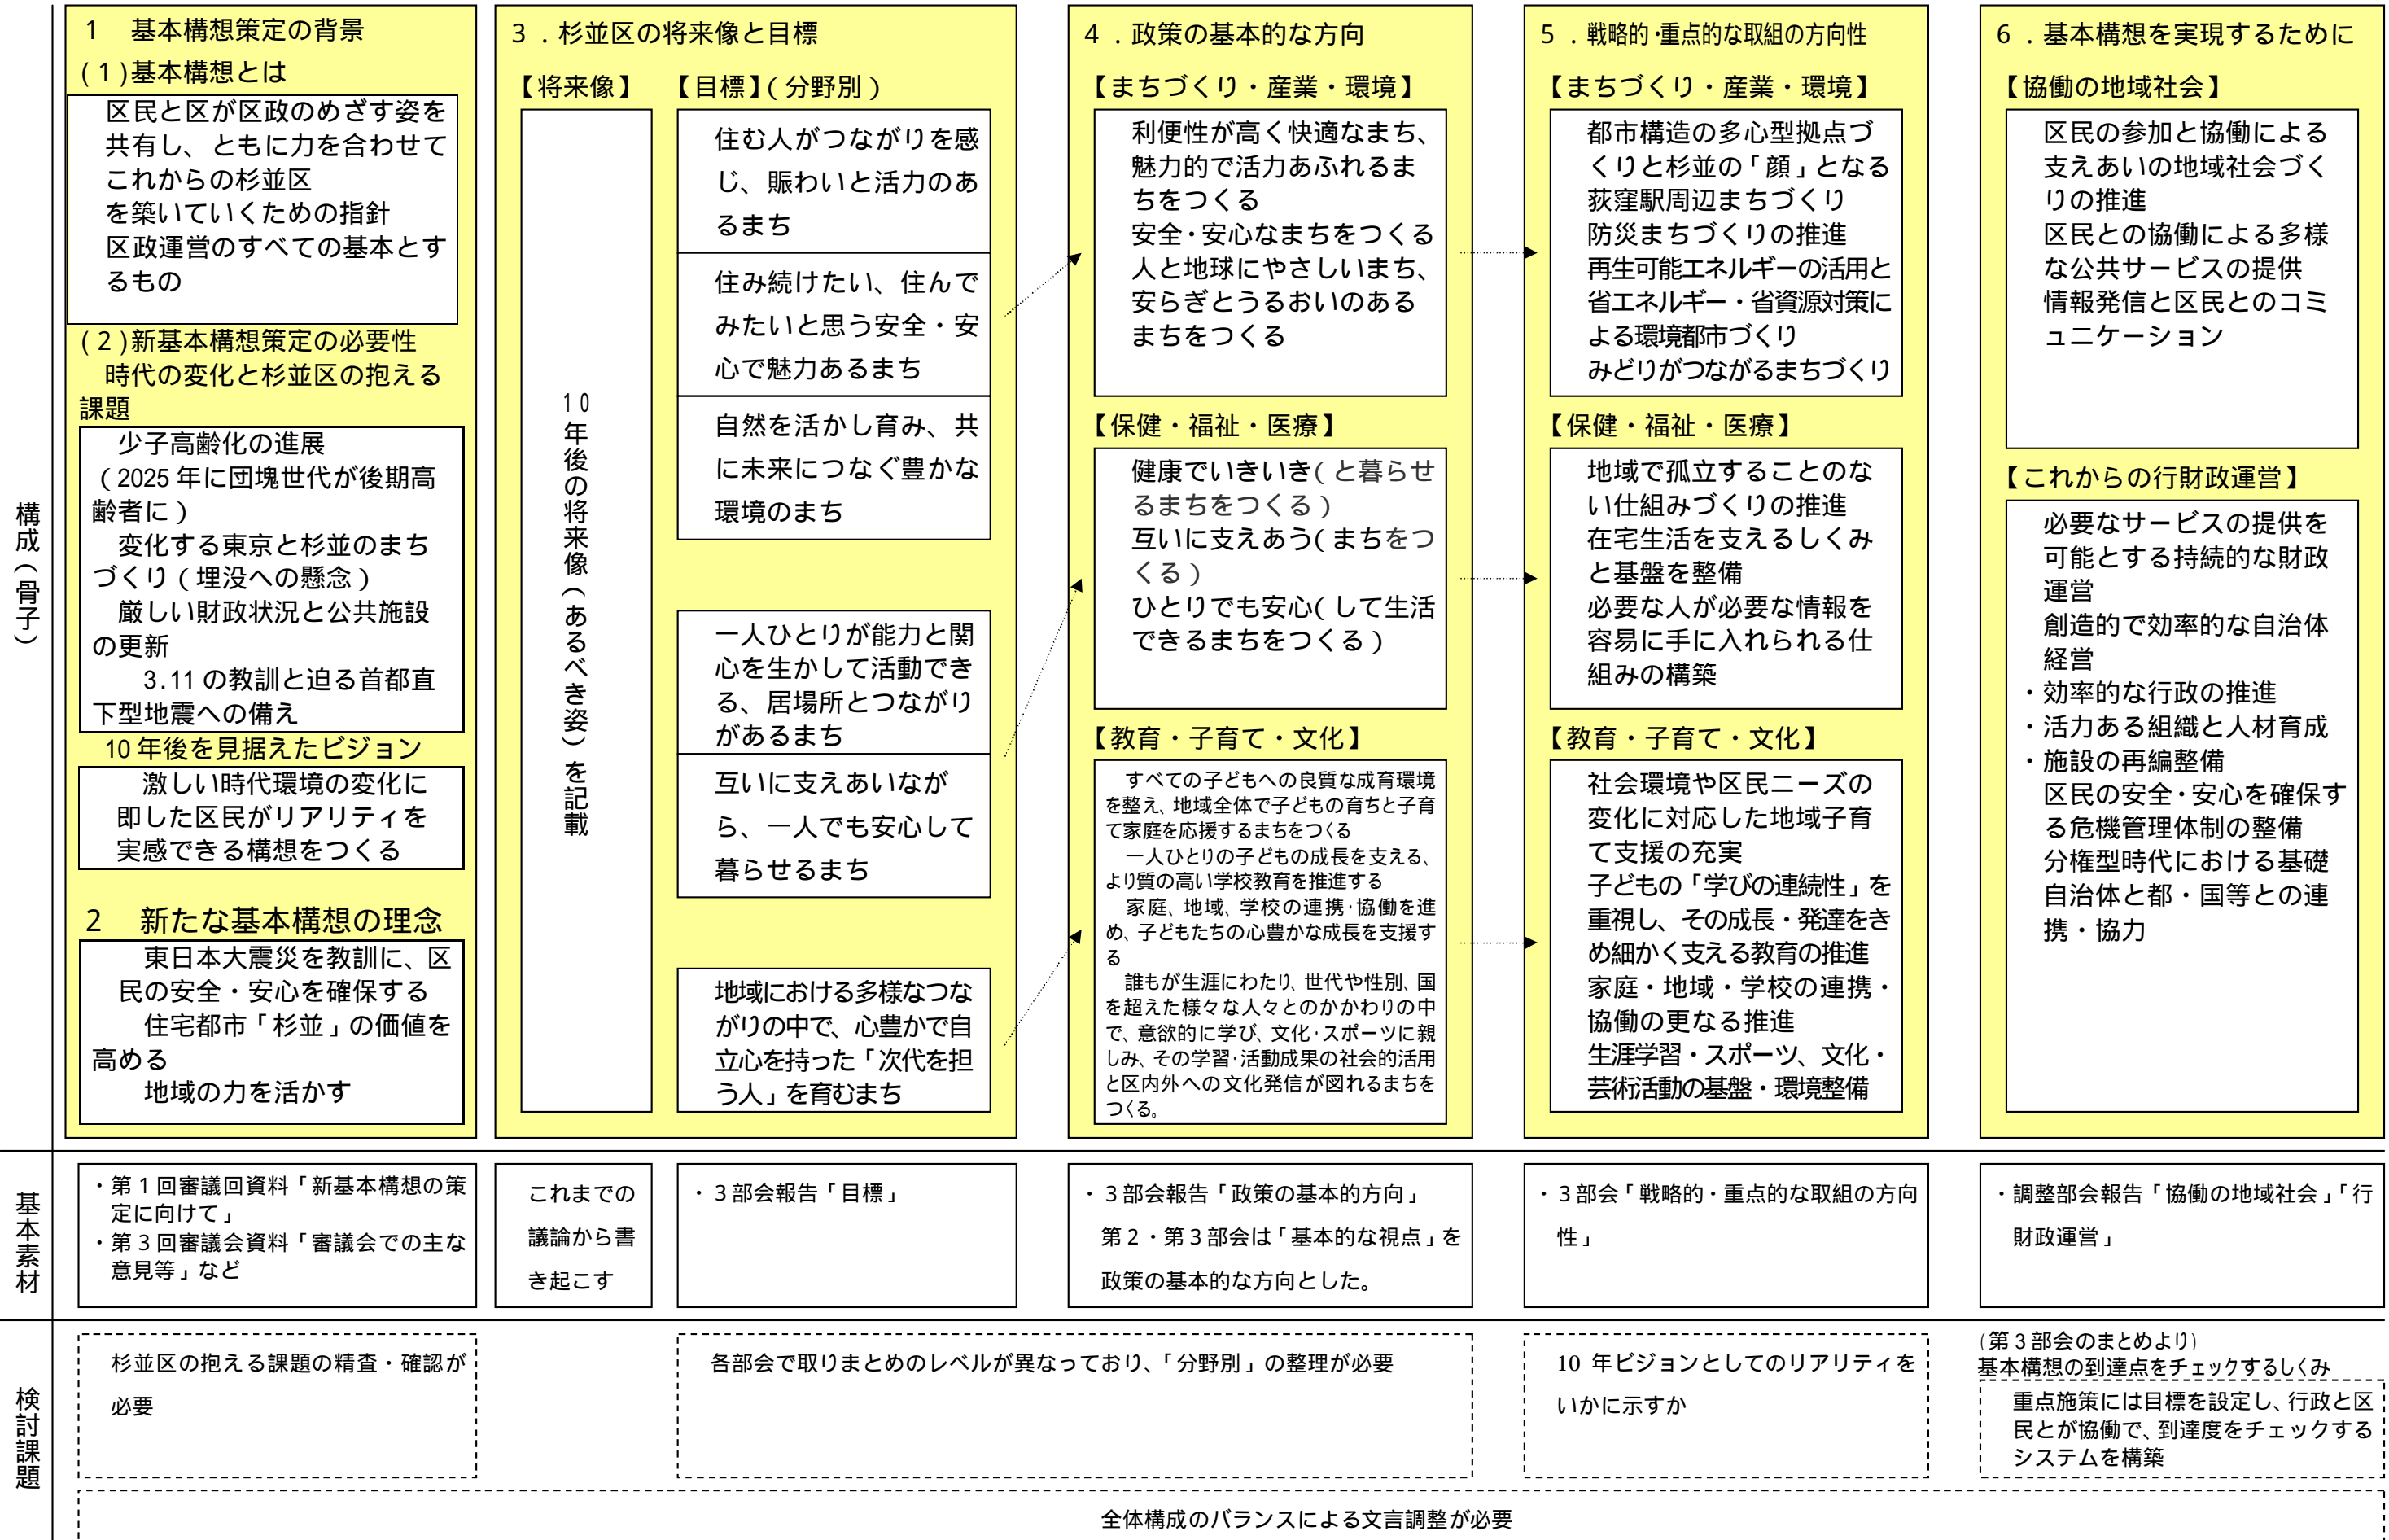 構成（骨子）
1　基本構想策定の背景
(1)基本構想とは
区民と区が区政のめざす姿を
共有し、ともに力を合わせて
これからの杉並区
を築いていくための指針
区政運営のすべての基本とす
るもの
(2)新基本構想策定の必要性
時代の変化と杉並区の抱える
課題
少子高齢化の進展
（2025年に団塊世代が後期高
齢者に）
変化する東京と杉並のまち
づくり（埋没への懸念）
厳しい財政状況と公共施設
の更新
3.11の教訓と迫る首都直
下型地震への備え
10年後を見据えたビジョン
激しい時代環境の変化に
即した区民がリアリティを
実感できる構想をつくる
2　新たな基本構想の理念
東日本大震災を教訓に、区
民の安全・安心を確保する
住宅都市「杉並」の価値を
高める
地域の力を活かす
3．杉並区の将来像と目標
【将来像】
10年後の将来像（あるべき姿）を記載
【目標】(分野別)
住む人がつながりを感
じ、賑わいと活力のあ
るまち
住み続けたい、住んで
みたいと思う安全・安
心で魅力あるまち
自然を活かし育み、共
に未来につなぐ豊かな
環境のまち
一人ひとりが能力と関
心を生かして活動でき
る、居場所とつながり
があるまち
互いに支えあいなが
ら、一人でも安心して
暮らせるまち
地域における多様なつな
がりの中で、心豊かで自
立心を持った「次代を担
う人」を育むまち
4．政策の基本的な方向
【まちづくり・産業・環境】
利便性が高く快適なまち、
魅力的で活力あふれるま
ちをつくる
安全・安心なまちをつくる
人と地球にやさしいまち、
安らぎとうるおいのある
まちをつくる
【保健・福祉・医療】
健康でいきいき(と暮らせ
るまちをつくる)
互いに支えあう(まちをつ
くる)
ひとりでも安心(して生活
できるまちをつくる)
【教育・子育て・文化】
すべての子どもへの良質な成育環境
を整え、地域全体で子どもの育ちと子育
て家庭を応援するまちをつくる
一人ひとりの子どもの成長を支える、
より質の高い学校教育を推進する
家庭、地域、学校の連携・協働を進
め、子どもたちの心豊かな成長を支援す
る
誰もが生涯にわたり、世代や性別、国
を超えた様々な人々とのかかわりの中
で、意欲的に学び、文化・スポーツに親
しみ、その学習・活動成果の社会的活用
と区内外への文化発信が図れるまちを
つくる。
5．戦略的・重点的な取組の方向性
【まちづくり・産業・環境】
都市構造の多心型拠点づ
くりと杉並の「顔」となる
荻窪駅周辺まちづくり
防災まちづくりの推進
再生可能エネルギーの活用と
省エネルギー・省資源対策に
よる環境都市づくり
みどりがつながるまちづくり
【保健・福祉・医療】
地域で孤立することのな
い仕組みづくりの推進
在宅生活を支えるしくみ
と基盤を整備
必要な人が必要な情報を
容易に手に入れられる仕
組みの構築
【教育・子育て・文化】
社会環境や区民ニーズの
変化に対応した地域子育
て支援の充実
子どもの「学びの連続性」を
重視し、その成長・発達をき
め細かく支える教育の推進
家庭・地域・学校の連携・
協働の更なる推進
生涯学習・スポーツ、文化・
芸術活動の基盤・環境整備
6．基本構想を実現するために
【協働の地域社会】
区民の参加と協働による
支えあいの地域社会づく
りの推進
区民との協働による多様
な公共サービスの提供
情報発信と区民とのコミ
ュニケーション
【これからの行財政運営】
必要なサービスの提供を
可能とする持続的な財政
運営
創造的で効率的な自治体
経営
・効率的な行政の推進
・活力ある組織と人材育成
・施設の再編整備
区民の安全・安心を確保す
る危機管理体制の整備
分権型時代における基礎
自治体と都・国等との連
携・協力
基本素材
・第1回審議回資料「新基本構想の策
定に向けて」
・第3回審議会資料「審議会での主な
意見等」など
これまでの
議論から書
き起こす
・3部会報告「目標」
・3部会報告「政策の基本的方向」
第2・第3部会は「基本的な視点」を
政策の基本的な方向とした。
・3部会「戦略的・重点的な取組の方向
性」
・調整部会報告「協働の地域社会」「行
財政運営」
検討課題
杉並区の抱える課題の精査・確認が
必要
各部会で取りまとめのレベルが異なっており、「分野別」の整理が必要
10 年ビジョンとしてのリアリティを
いかに示すか
(第3部会のまとめより)
基本構想の到達点をチェックするしくみ
重点施策には目標を設定し、行政と区
民とが協働で、到達度をチェックする
システムを構築
全体構成のバランスによる文言調整が必要